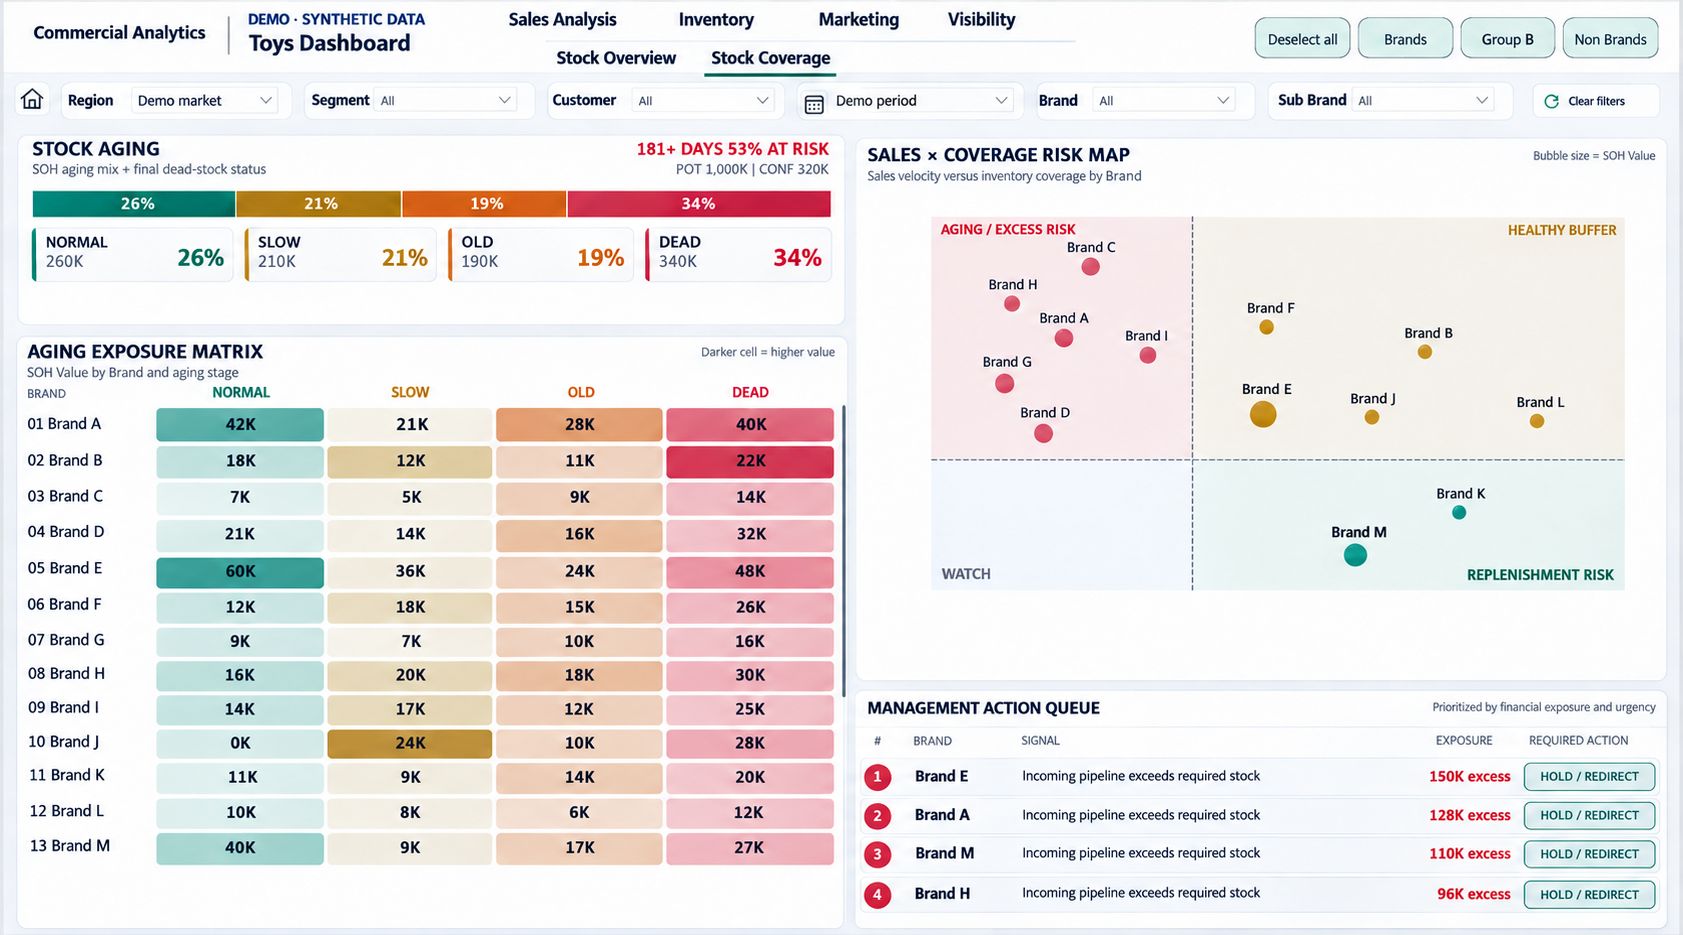 Commercial Analytics
DEMO · SYNTHETIC DATA
Toys Dashboard
Sales Analysis
Inventory
Marketing
Visibility
Stock Overview
Stock Coverage
Deselect all
Brands
Group B
Non Brands
Region
Demo market
Segment
All
Customer
All
Demo period
Brand
All
Sub Brand
All
Clear filters
STOCK AGING
SOH aging mix + final dead-stock status
181+ DAYS 53% AT RISK
POT 1,000K | CONF 320K
26%
21%
19%
34%
NORMAL
260K
26%
SLOW
210K
21%
OLD
190K
19%
DEAD
340K
34%
AGING EXPOSURE MATRIX
Darker cell = higher value
SOH Value by Brand and aging stage
BRAND NORMAL SLOW OLD DEAD
01 Brand A 42K 21K 28K 40K
02 Brand B 18K 12K 11K 22K
03 Brand C 7K 5K 9K 14K
04 Brand D 21K 14K 16K 32K
05 Brand E 60K 36K 24K 48K
06 Brand F 12K 18K 15K 26K
07 Brand G 9K 7K 10K 16K
08 Brand H 16K 20K 18K 30K
09 Brand I 14K 17K 12K 25K
10 Brand J 0K 24K 10K 28K
11 Brand K 11K 9K 14K 20K
12 Brand L 10K 8K 6K 12K
13 Brand M 40K 9K 17K 27K
SALES × COVERAGE RISK MAP
Bubble size = SOH Value
Sales velocity versus inventory coverage by Brand
AGING / EXCESS RISK
HEALTHY BUFFER
Brand C
Brand H
Brand A
Brand I
Brand G
Brand D
Brand F
Brand B
Brand E
Brand J
Brand L
Brand K
Brand M
WATCH
REPLENISHMENT RISK
MANAGEMENT ACTION QUEUE
Prioritized by financial exposure and urgency
# BRAND SIGNAL EXPOSURE REQUIRED ACTION
1 Brand E Incoming pipeline exceeds required stock 150K excess HOLD / REDIRECT
2 Brand A Incoming pipeline exceeds required stock 128K excess HOLD / REDIRECT
3 Brand M Incoming pipeline exceeds required stock 110K excess HOLD / REDIRECT
4 Brand H Incoming pipeline exceeds required stock 96K excess HOLD / REDIRECT